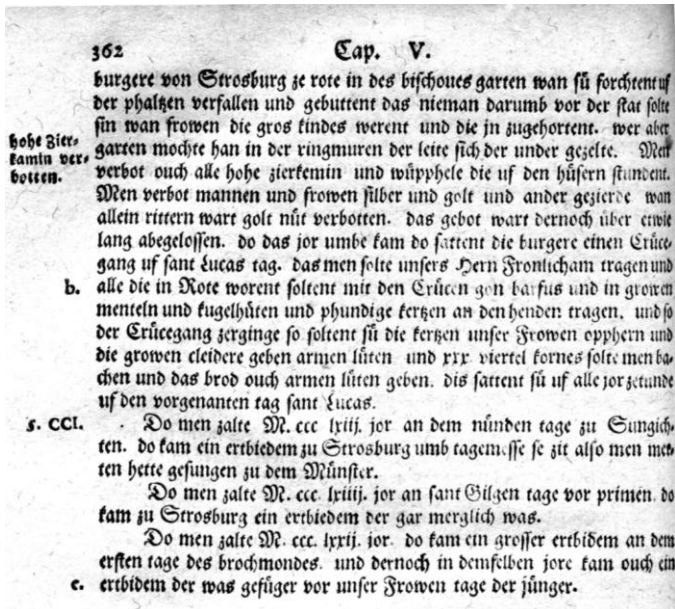 362 Cap. V.
burgere von Strosburg ze rote in des bischoues garten wan sü forchtent uf
der phaltzen verfallen und gebuttent das nieman darumb vor der stat solte
sin wan frowen die gros kindes werent und die jn zugehortent. wer aber
hohe Zier-
kamin ver-
botten.
garten mochte han in der ringmuren der leite sich der under gezelte. Men
verbot ouch alle hohe zierkemin und wüpphele die uf den hüsern stundent.
Men verbot mannen und frowen silber und golt und ander gezierde wan
allein rittern wart golt nüt verbotten. das gebot wart dernoch über etwie
lang abegelossen. do das jor umbe kam do sattent die burgere einen Crüce-
gang uf sant Lucas tag. das men solte unsers Hern Fronlicham tragen und
b.
alle die in Rote worent soltent mit den Crücen gon barfus und in growen
menteln und kugelhüten und phundige kertzen an den henden tragen. und so
der Crücegang zerginge so soltent sü die kertzen unser Frowen opphern und
die growen cleidere geben armen lüten und xxx viertel kornes solte men ba-
chen und das brod ouch armen lüten geben. dis sattent sü uf alle jor zetunde
uf den vorgenanten tag sant Lucas.
s. CCI.
Do men zalte M. ccc lxiij. jor an dem nünden tage zu Sungich-
ten. do kam ein ertbiedem zu Strosburg umb tagemesse se zit also men met-
ten hette gesungen zu dem Münster.
Do men zalte M. ccc. lxiiij. jor an sant Gilgen tage vor primen. do
kam zu Strosburg ein ertbiedem der gar merglich was.
Do men zalte M. ccc. lxxij. jor. do kam ein grosser ertbidem an dem
ersten tage des brochmondes. und dernoch in demselben jore kam ouch ein
c.
ertbidem der was gefüger vor unser Frowen tage der jünger.